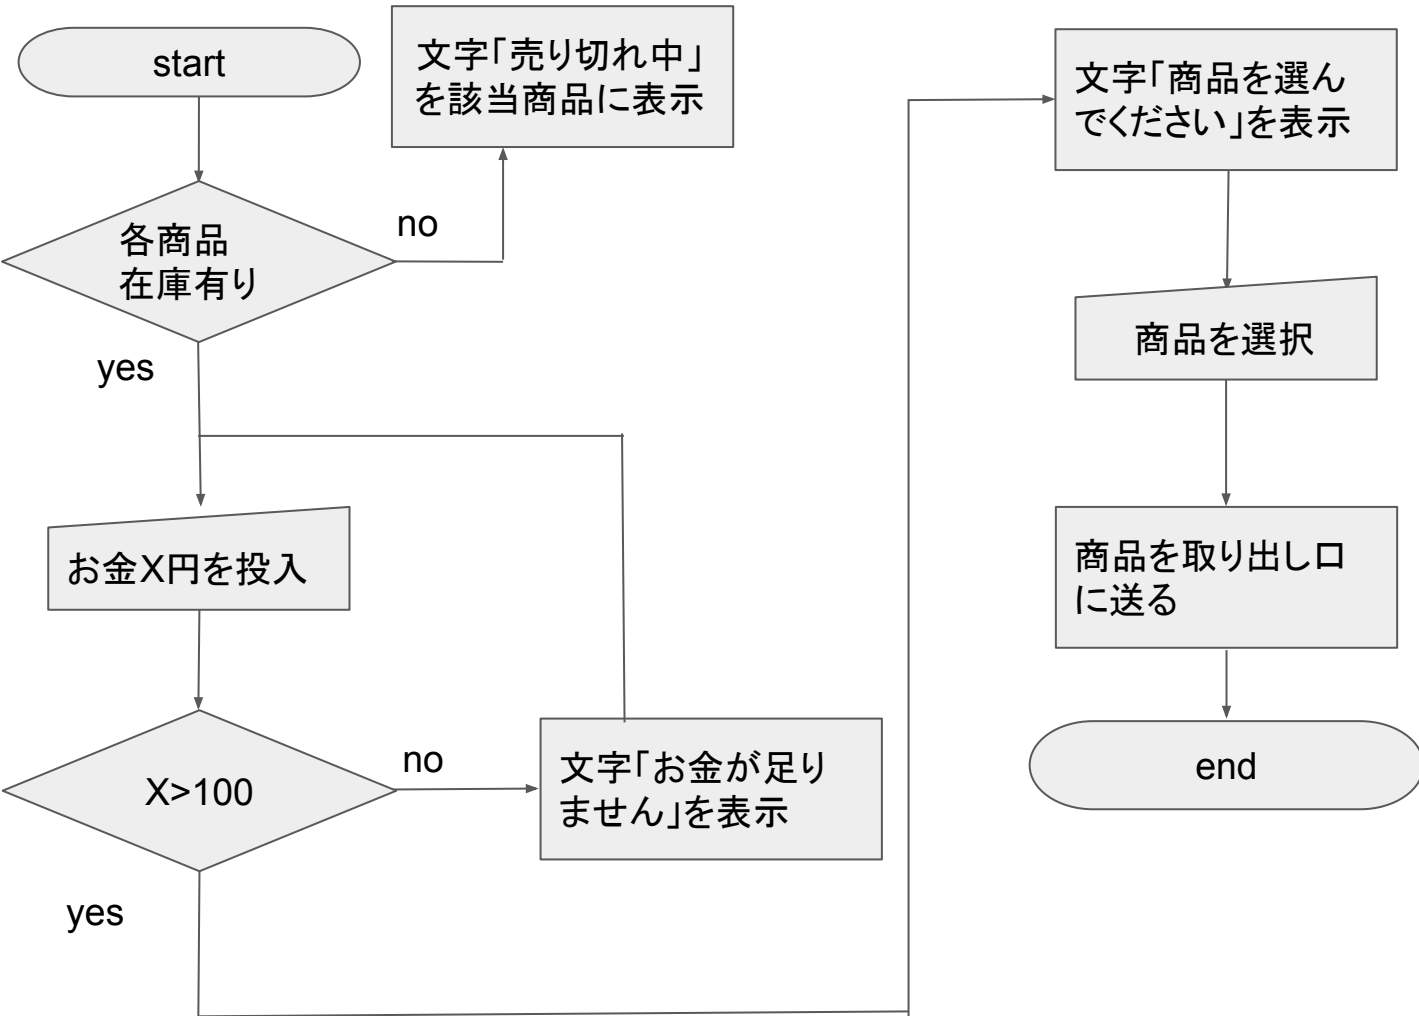 start
文字「売り切れ中」
を該当商品に表示
各商品
在庫有り
no
yes
お金X円を投入
X>100
no
文字「お金が足り
ません」を表示
yes
文字「商品を選ん
でください」を表示
商品を選択
商品を取り出し口
に送る
end